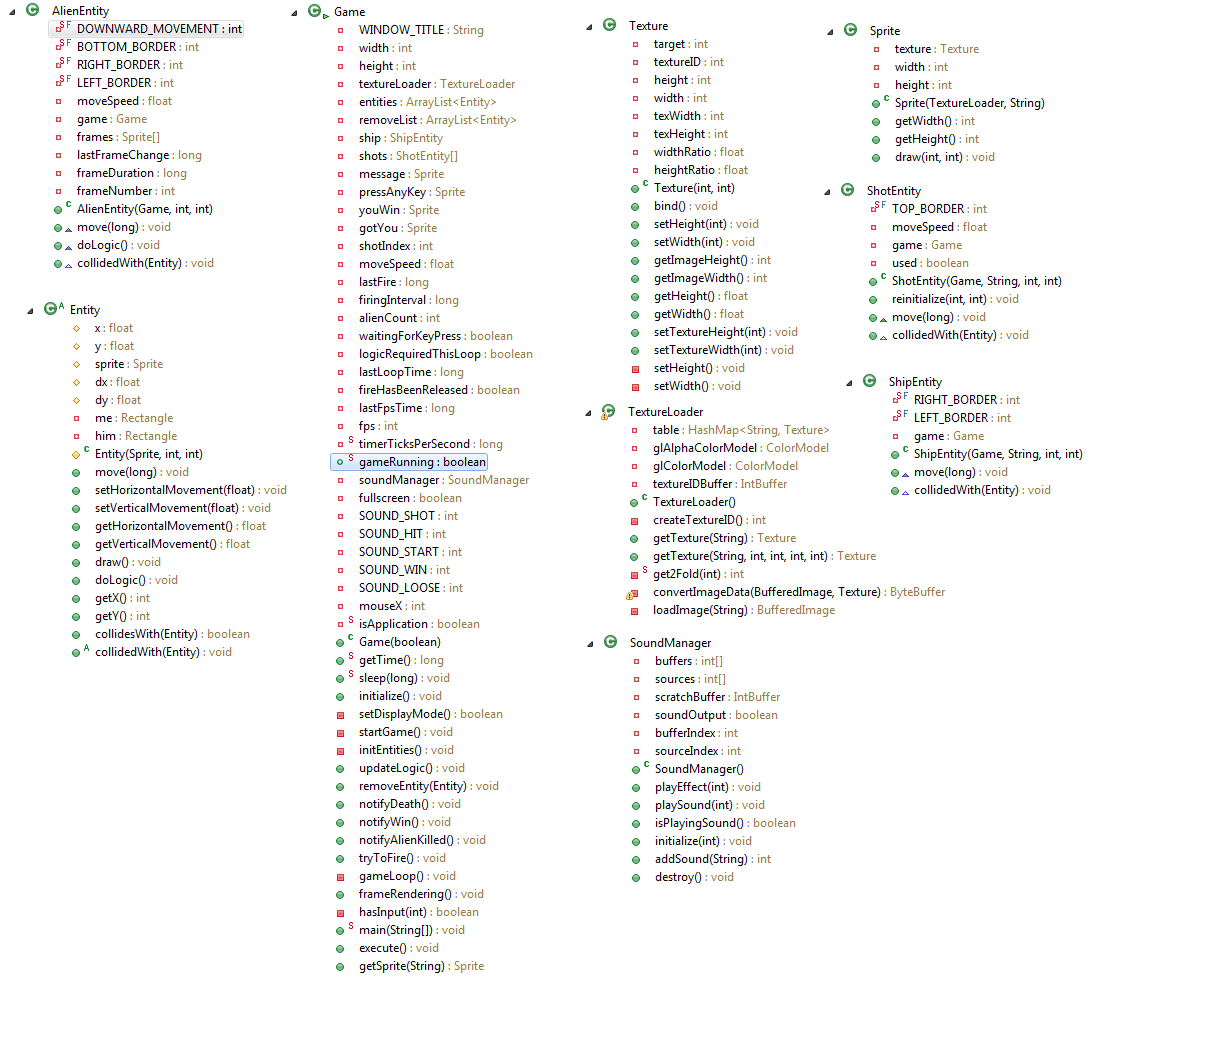 AlienEntity
DOWNWARD_MOVEMENT : int
BOTTOM_BORDER : int
RIGHT_BORDER : int
LEFT_BORDER : int
moveSpeed : float
game : Game
frames : Sprite[]
lastFrameChange : long
frameDuration : long
frameNumber : int
AlienEntity(Game, int, int)
move(long) : void
doLogic() : void
collidedWith(Entity) : void
Entity
x : float
y : float
sprite : Sprite
dx : float
dy : float
me : Rectangle
him : Rectangle
Entity(Sprite, int, int)
move(long) : void
setHorizontalMovement(float) : void
setVerticalMovement(float) : void
getHorizontalMovement() : float
getVerticalMovement() : float
draw() : void
doLogic() : void
getX() : int
getY() : int
collidesWith(Entity) : boolean
collidedWith(Entity) : void
Game
WINDOW_TITLE : String
width : int
height : int
textureLoader : TextureLoader
entities : ArrayList<Entity>
removeList : ArrayList<Entity>
ship : ShipEntity
shots : ShotEntity[]
message : Sprite
pressAnyKey : Sprite
youWin : Sprite
gotYou : Sprite
shotIndex : int
moveSpeed : float
lastFire : long
firingInterval : long
alienCount : int
waitingForKeyPress : boolean
logicRequiredThisLoop : boolean
lastLoopTime : long
fireHasBeenReleased : boolean
lastFpsTime : long
fps : int
timerTicksPerSecond : long
gameRunning : boolean
soundManager : SoundManager
fullscreen : boolean
SOUND_SHOT : int
SOUND_HIT : int
SOUND_START : int
SOUND_WIN : int
SOUND_LOOSE : int
mouseX : int
isApplication : boolean
Game(boolean)
getTime() : long
sleep(long) : void
initialize() : void
setDisplayMode() : boolean
startGame() : void
initEntities() : void
updateLogic() : void
removeEntity(Entity) : void
notifyDeath() : void
notifyWin() : void
notifyAlienKilled() : void
tryToFire() : void
gameLoop() : void
frameRendering() : void
hasInput(int) : boolean
main(String[]) : void
execute() : void
getSprite(String) : Sprite
Texture
target : int
textureID : int
height : int
width : int
texWidth : int
texHeight : int
widthRatio : float
heightRatio : float
Texture(int, int)
bind() : void
setHeight(int) : void
setWidth(int) : void
getImageHeight() : int
getImageWidth() : int
getHeight() : float
getWidth() : float
setTextureHeight(int) : void
setTextureWidth(int) : void
setHeight() : void
setWidth() : void
TextureLoader
table : HashMap<String, Texture>
glAlphaColorModel : ColorModel
glColorModel : ColorModel
textureIDBuffer : IntBuffer
TextureLoader()
createTextureID() : int
getTexture(String) : Texture
getTexture(String, int, int, int, int) : Texture
get2Fold(int) : int
convertImageData(BufferedImage, Texture) : ByteBuffer
loadImage(String) : BufferedImage
SoundManager
buffers : int[]
sources : int[]
scratchBuffer : IntBuffer
soundOutput : boolean
bufferIndex : int
sourceIndex : int
SoundManager()
playEffect(int) : void
playSound(int) : void
isPlayingSound() : boolean
initialize(int) : void
addSound(String) : int
destroy() : void
Sprite
texture : Texture
width : int
height : int
Sprite(TextureLoader, String)
getWidth() : int
getHeight() : int
draw(int, int) : void
ShotEntity
TOP_BORDER : int
moveSpeed : float
game : Game
used : boolean
ShotEntity(Game, String, int, int)
reinitialize(int, int) : void
move(long) : void
collidedWith(Entity) : void
ShipEntity
RIGHT_BORDER : int
LEFT_BORDER : int
game : Game
ShipEntity(Game, String, int, int)
move(long) : void
collidedWith(Entity) : void